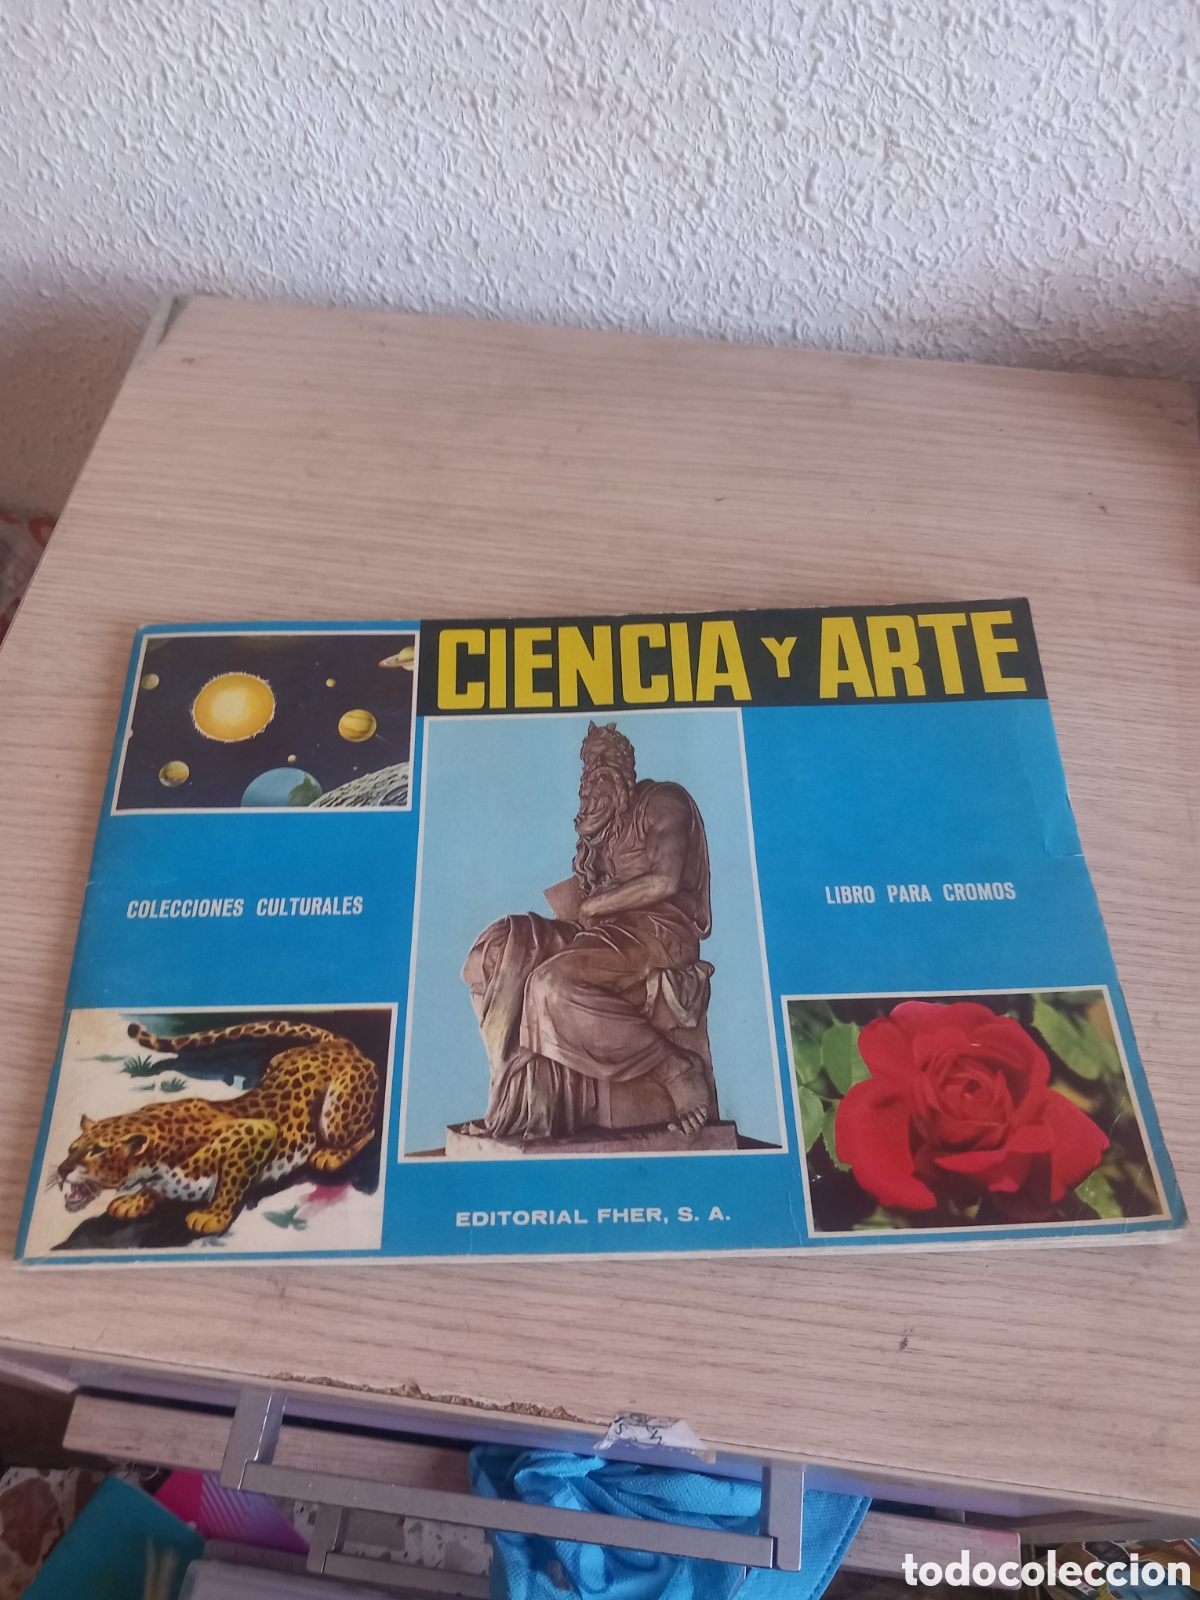 CIENCIA Y ARTE
COLECCIONES CULTURALES
LIBRO PARA CROMOS
EDITORIAL FHER, S. A.
todocoleccion